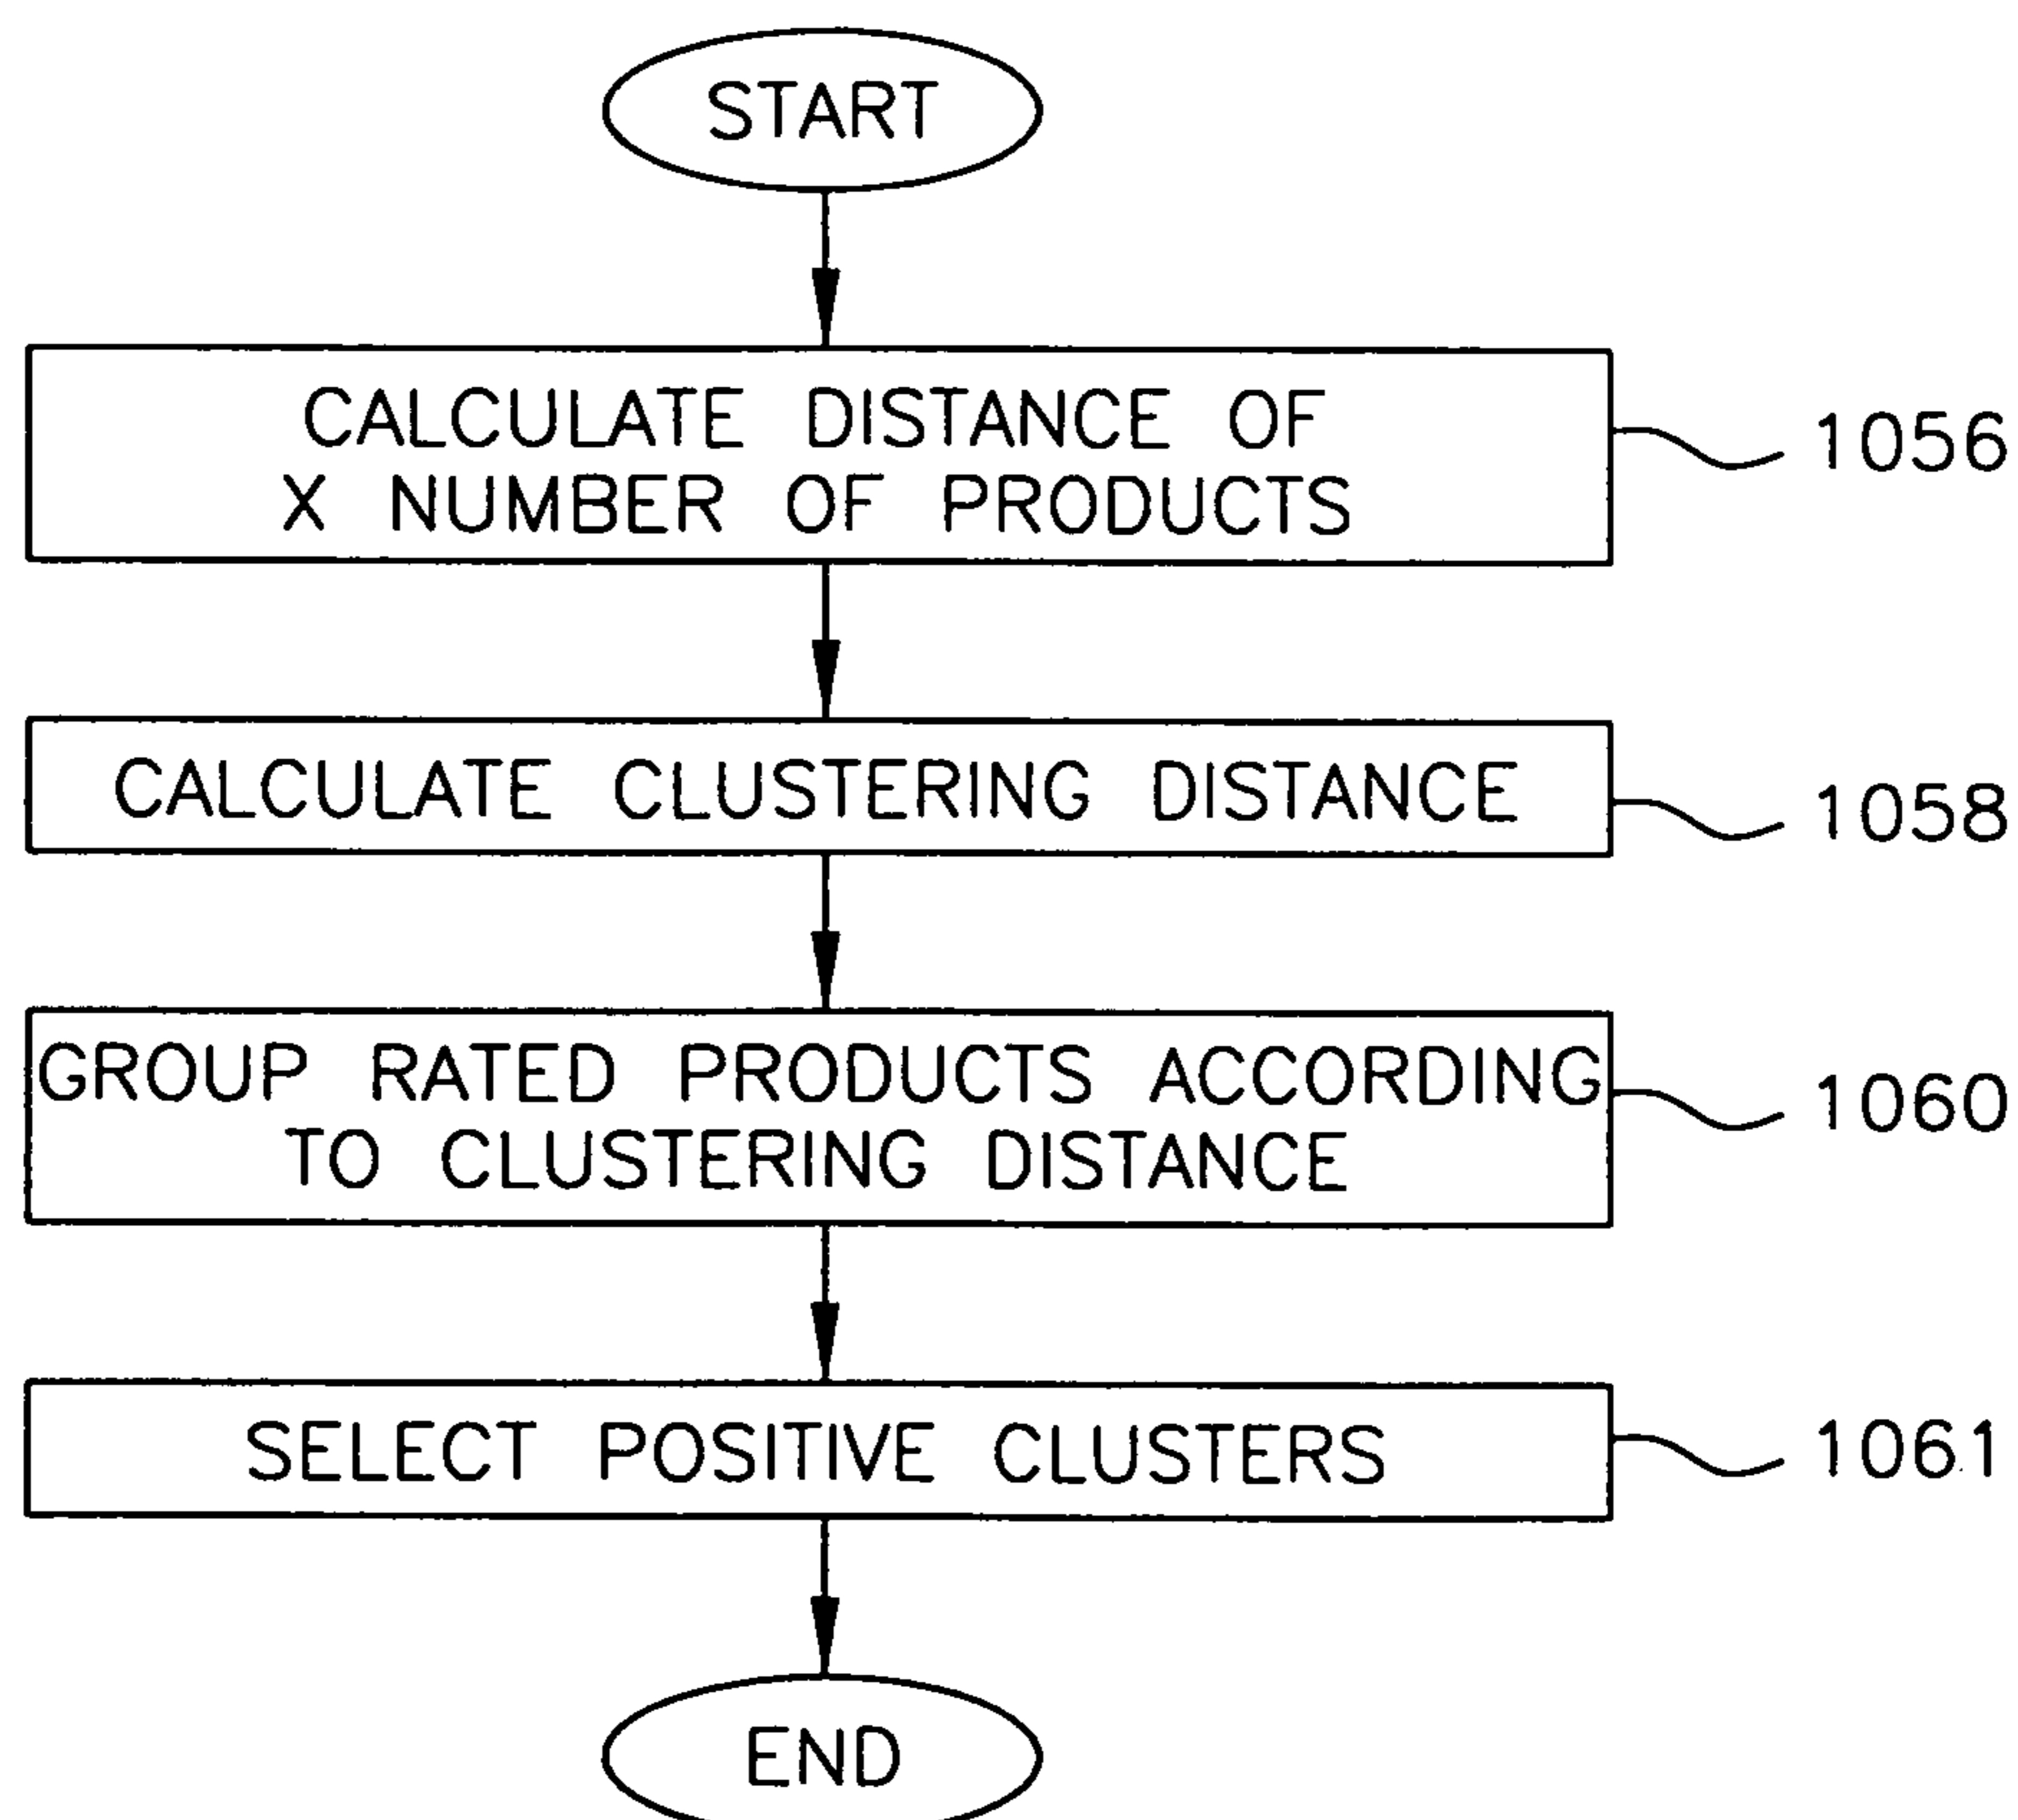 START
CALCULATE DISTANCE OF
X NUMBER OF PRODUCTS
1056
CALCULATE CLUSTERING DISTANCE
1058
GROUP RATED PRODUCTS ACCORDING
TO CLUSTERING DISTANCE
1060
SELECT POSITIVE CLUSTERS
1061
END